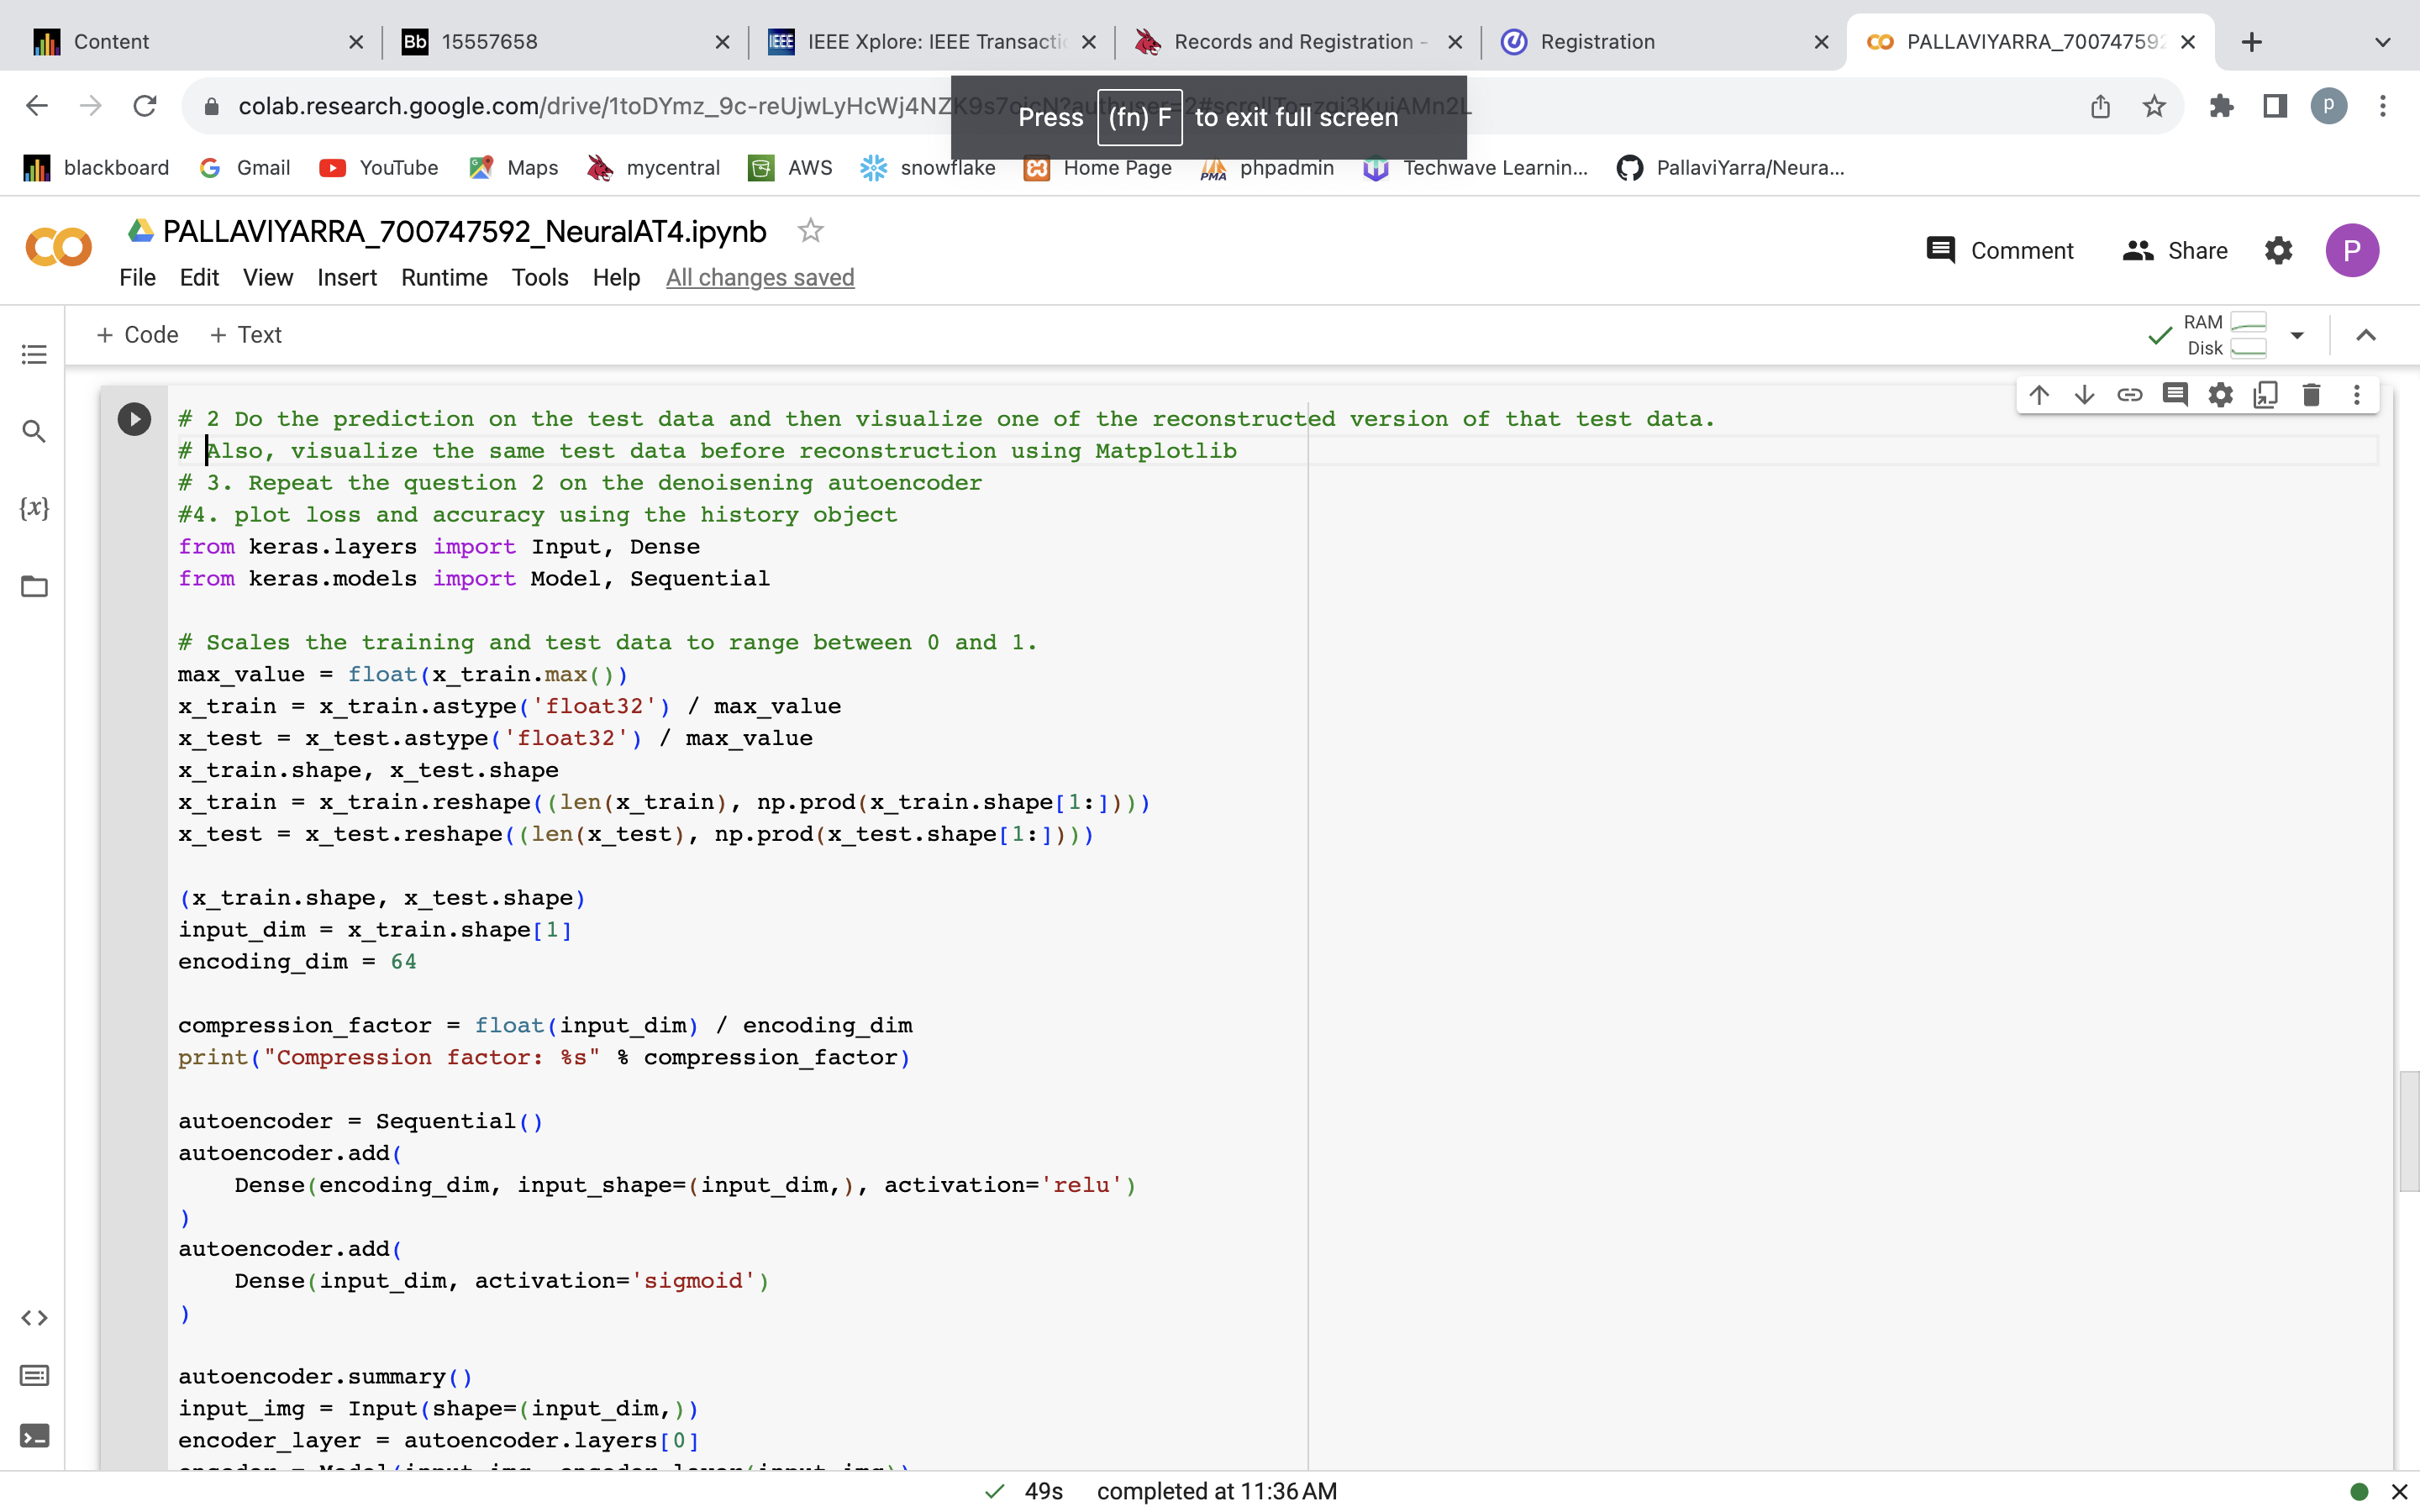 Content
Bb 15557658
IEEE IEEE Xplore: IEEE Transactic
Records and Registration -
Registration
PALLAVIYARRA_700747592
colab.research.google.com/drive/1toDYmz_9c-reUjwLyHcWj4NZ
Press (fn) F to exit full screen
blackboard
Gmail
YouTube
Maps
mycentral
AWS
snowflake
Home Page
PMA phpadmin
Techwave Learnin...
PallaviYarra/Neura...
p
PALLAVIYARRA_700747592_NeuralAT4.ipynb
File Edit View Insert Runtime Tools Help All changes saved
Comment
Share
P
+ Code + Text
RAM
Disk
{x}
# 2 Do the prediction on the test data and then visualize one of the reconstructed version of that test data.
# Also, visualize the same test data before reconstruction using Matplotlib
# 3. Repeat the question 2 on the denoisening autoencoder
#4. plot loss and accuracy using the history object
from keras.layers import Input, Dense
from keras.models import Model, Sequential
# Scales the training and test data to range between 0 and 1.
max_value = float(x_train.max())
x_train = x_train.astype('float32') / max_value
x_test = x_test.astype('float32') / max_value
x_train.shape, x_test.shape
x_train = x_train.reshape((len(x_train), np.prod(x_train.shape[1:])))
x_test = x_test.reshape((len(x_test), np.prod(x_test.shape[1:])))
(x_train.shape, x_test.shape)
input_dim = x_train.shape[1]
encoding_dim = 64
compression_factor = float(input_dim) / encoding_dim
print("Compression factor: %s" % compression_factor)
autoencoder = Sequential()
autoencoder.add(
    Dense(encoding_dim, input_shape=(input_dim,), activation='relu')
)
autoencoder.add(
    Dense(input_dim, activation='sigmoid')
)
autoencoder.summary()
input_img = Input(shape=(input_dim,))
encoder_layer = autoencoder.layers[0]
encoder = Model(input_img, encoder_layer(input_img))
49s completed at 11:36 AM